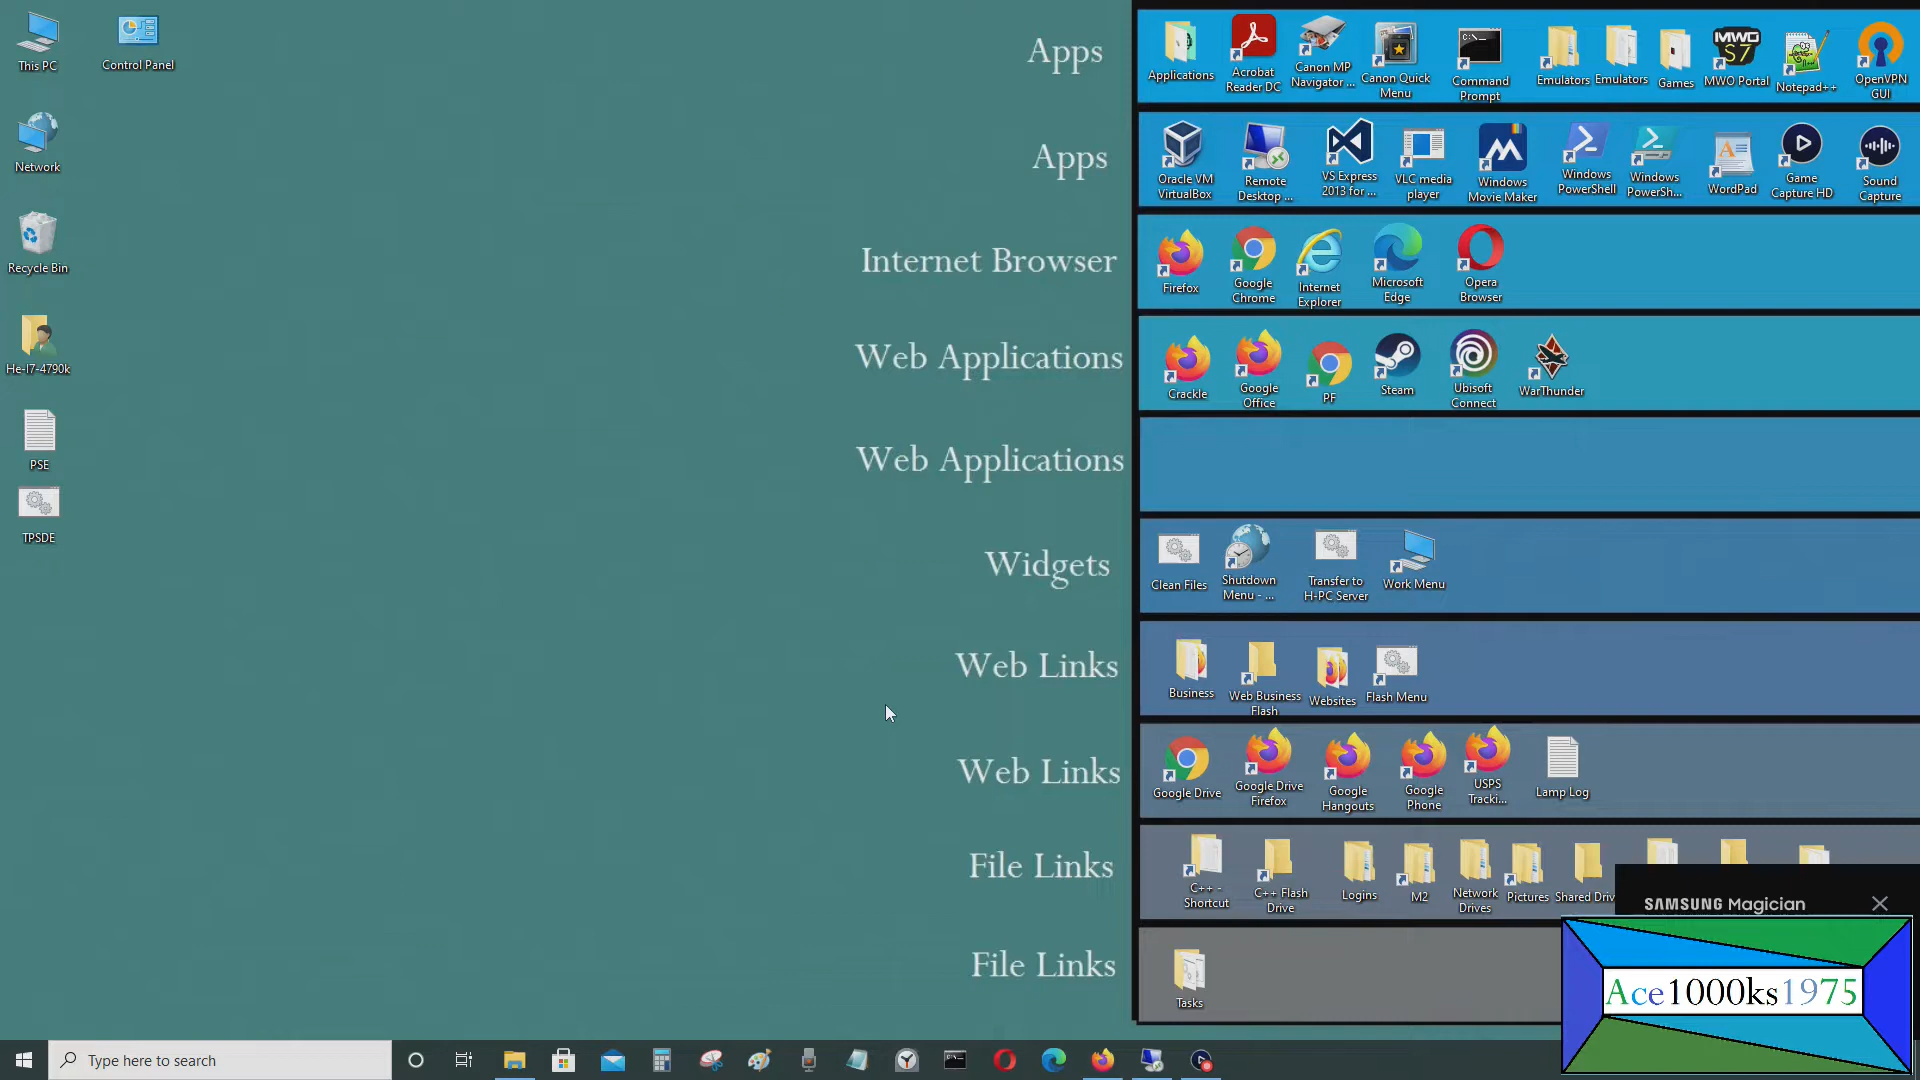 This PC
Control Panel
Network
Recycle Bin
He-I7-4790k
PSE
TPSDE
Apps
Applications
Acrobat
Reader DC
Canon MP
Navigator ...
Canon Quick
Menu
C:\_
Command
Prompt
Emulators
Emulators
Games
MWO
S7
MWO Portal
Notepad++
OpenVPN
GUI
Apps
Oracle VM
VirtualBox
Remote
Desktop ...
VS Express
2013 for ...
VLC media
player
Windows
Movie Maker
Windows
PowerShell
Windows
PowerSh...
WordPad
Game
Capture HD
Sound
Capture
Internet Browser
Firefox
Google
Chrome
Internet
Explorer
Microsoft
Edge
Opera
Browser
Web Applications
Crackle
Google
Office
PF
Steam
Ubisoft
Connect
WarThunder
Web Applications
Widgets
Clean Files
Shutdown
Menu - ...
Transfer to
H-PC Server
Work Menu
Web Links
Business
Web Business
Flash
Websites
Flash Menu
Web Links
Google Drive
Google Drive
Firefox
Google
Hangouts
Google
Phone
USPS
Tracki...
Lamp Log
File Links
C++ -
Shortcut
C++ Flash
Drive
Logins
M2
Network
Drives
Pictures
Shared Driv
SAMSUNG Magician
File Links
Tasks
Ace1000ks1975
Type here to search